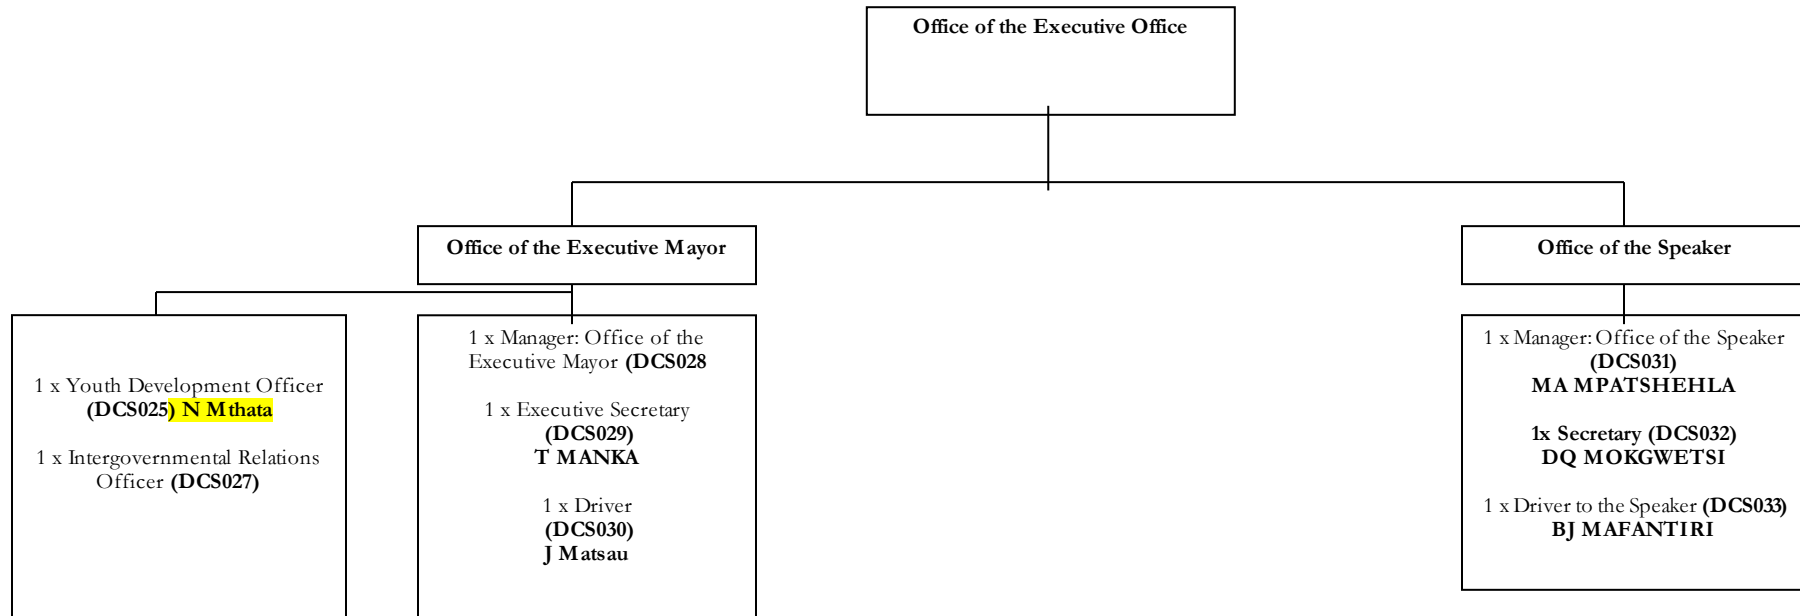 Office of the Executive Office
Office of the Executive Mayor
Office of the Speaker
1 x Youth Development Officer
(DCS025) N Mthata
1 x Intergovernmental Relations
Officer (DCS027)
1 x Manager: Office of the
Executive Mayor (DCS028
1 x Executive Secretary
(DCS029)
T MANKA
1 x Driver
(DCS030)
J Matsau
1 x Manager: Office of the Speaker
(DCS031)
MA MPATSHEHLA
1x Secretary (DCS032)
DQ MOKGWETSI
1 x Driver to the Speaker (DCS033)
BJ MAFANTIRI